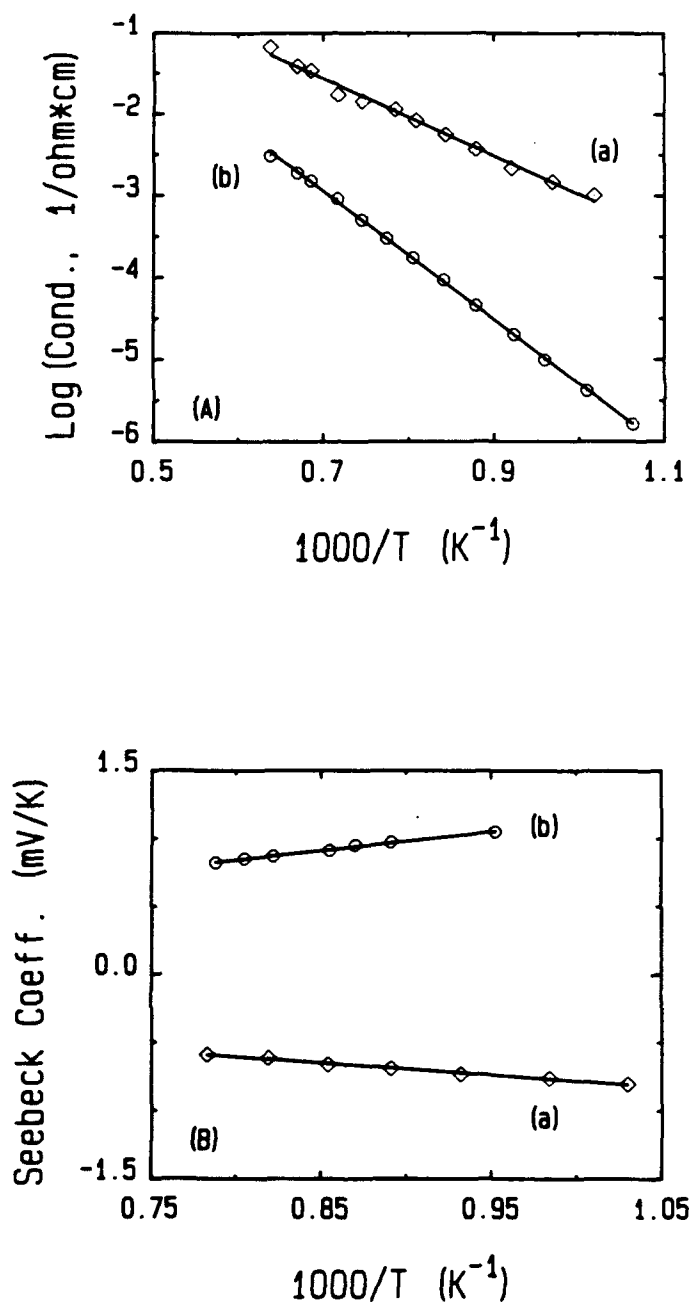 -1
-2
-3
-4
-5
-6
Log (Cond., 1/ohm*cm)
(a)
(b)
(A)
0.5 0.7 0.9 1.1
1000/T (K⁻¹)
1.5
0.0
-1.5
Seebeck Coeff. (mV/K)
(b)
(a)
(B)
0.75 0.85 0.95 1.05
1000/T (K⁻¹)